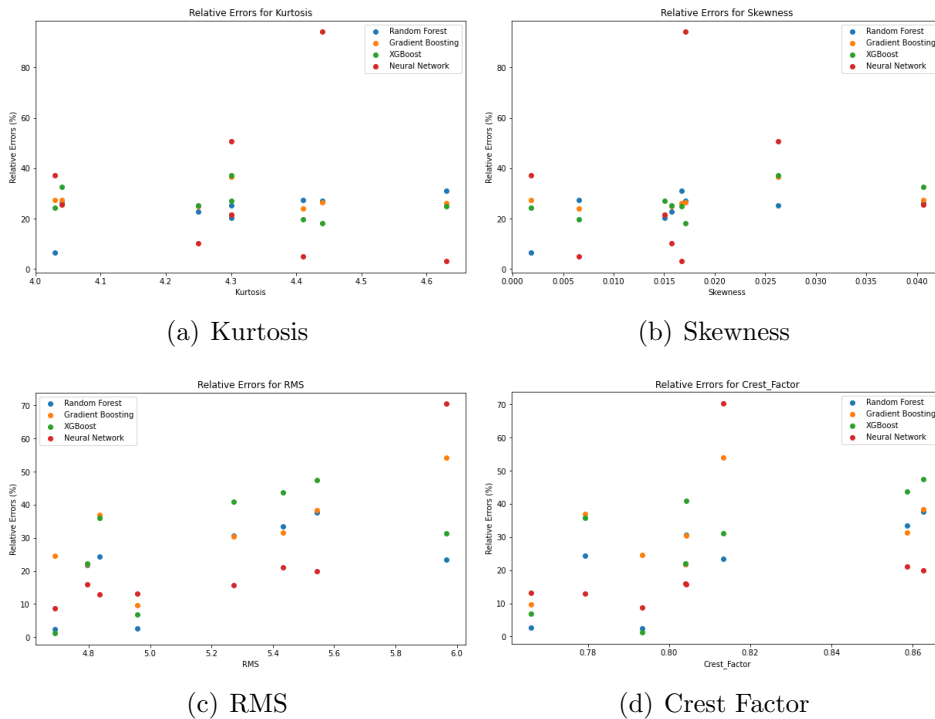 Relative Errors for Kurtosis
Random Forest
Gradient Boosting
XGBoost
Neural Network
Relative Errors (%)
80
60
40
20
0
4.0 4.1 4.2 4.3 4.4 4.5 4.6
Kurtosis
(a) Kurtosis
Relative Errors for Skewness
Random Forest
Gradient Boosting
XGBoost
Neural Network
Relative Errors (%)
80
60
40
20
0
0.000 0.005 0.010 0.015 0.020 0.025 0.030 0.035 0.040
Skewness
(b) Skewness
Relative Errors for RMS
Random Forest
Gradient Boosting
XGBoost
Neural Network
Relative Errors (%)
70
60
50
40
30
20
10
0
4.8 5.0 5.2 5.4 5.6 5.8 6.0
RMS
(c) RMS
Relative Errors for Crest_Factor
Random Forest
Gradient Boosting
XGBoost
Neural Network
Relative Errors (%)
70
60
50
40
30
20
10
0
0.78 0.80 0.82 0.84 0.86
Crest_Factor
(d) Crest Factor